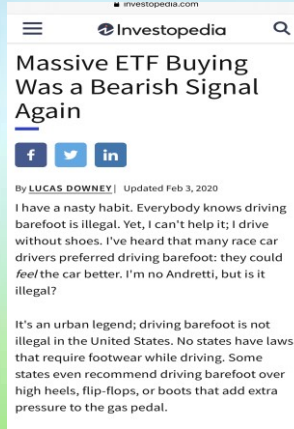 investopedia.com
Investopedia
Massive ETF Buying
Was a Bearish Signal
Again
f
in
By LUCAS DOWNEY| Updated Feb 3, 2020
I have a nasty habit. Everybody knows driving
barefoot is illegal. Yet, I can't help it; I drive
without shoes. I've heard that many race car
drivers preferred driving barefoot: they could
feel the car better. I'm no Andretti, but is it
illegal?
It's an urban legend; driving barefoot is not
illegal in the United States. No states have laws
that require footwear while driving. Some
states even recommend driving barefoot over
high heels, flip-flops, or boots that add extra
pressure to the gas pedal.